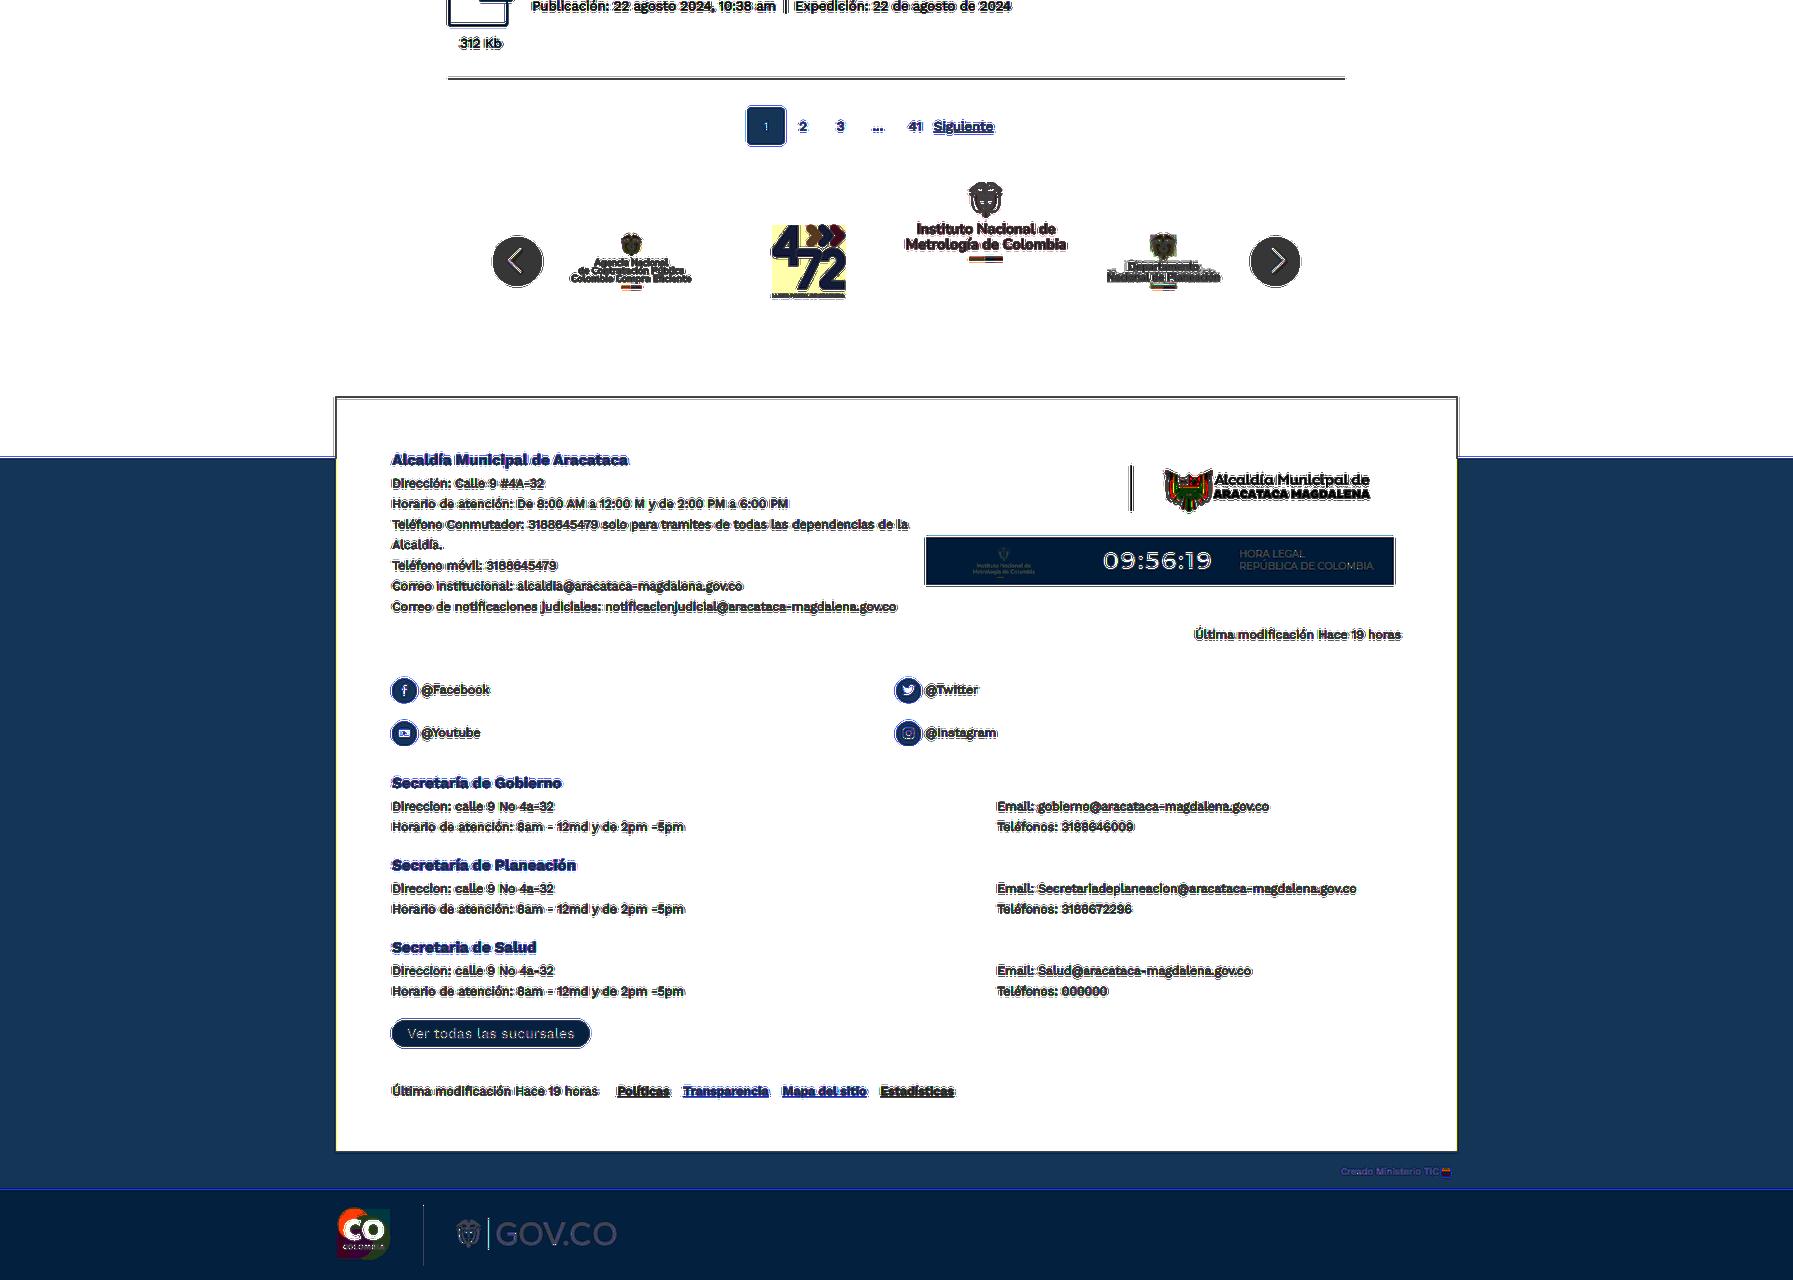 Publicación: 22 agosto 2024, 10:38 am | Expedición: 22 de agosto de 2024
312 Kb
1 2 3 ... 41 Siguiente
Instituto Nacional de
Metrología de Colombia
Agencia Nacional
de Contratación Pública
Colombia Compra Eficiente
472
Departamento
Nacional de Planeación
Alcaldía Municipal de Aracataca
Dirección: Calle 9 #4A-32
Horario de atención: De 8:00 AM a 12:00 M y de 2:00 PM a 6:00 PM
Teléfono Conmutador: 3188645479 solo para tramites de todas las dependencias de la
Alcaldía.
Teléfono móvil: 3188645479
Correo institucional: alcaldia@aracataca-magdalena.gov.co
Correo de notificaciones judiciales: notificacionjudicial@aracataca-magdalena.gov.co
Alcaldía Municipal de
ARACATACA MAGDALENA
Instituto Nacional de
Metrología de Colombia
09:56:19
HORA LEGAL
REPÚBLICA DE COLOMBIA
Última modificación Hace 19 horas
@Facebook
@Twitter
@Youtube
@Instagram
Secretaría de Gobierno
Direccion: calle 9 No 4a-32
Email: gobierno@aracataca-magdalena.gov.co
Horario de atención: 8am - 12md y de 2pm -5pm
Teléfonos: 3188646009
Secretaría de Planeación
Direccion: calle 9 No 4a-32
Email: Secretariadeplaneacion@aracataca-magdalena.gov.co
Horario de atención: 8am - 12md y de 2pm -5pm
Teléfonos: 3188672296
Secretaria de Salud
Direccion: calle 9 No 4a-32
Email: Salud@aracataca-magdalena.gov.co
Horario de atención: 8am - 12md y de 2pm -5pm
Teléfonos: 000000
Ver todas las sucursales
Última modificación Hace 19 horas Políticas Transparencia Mapa del sitio Estadísticas
Creado Ministerio TIC
CO
COLOMBIA
GOV.CO